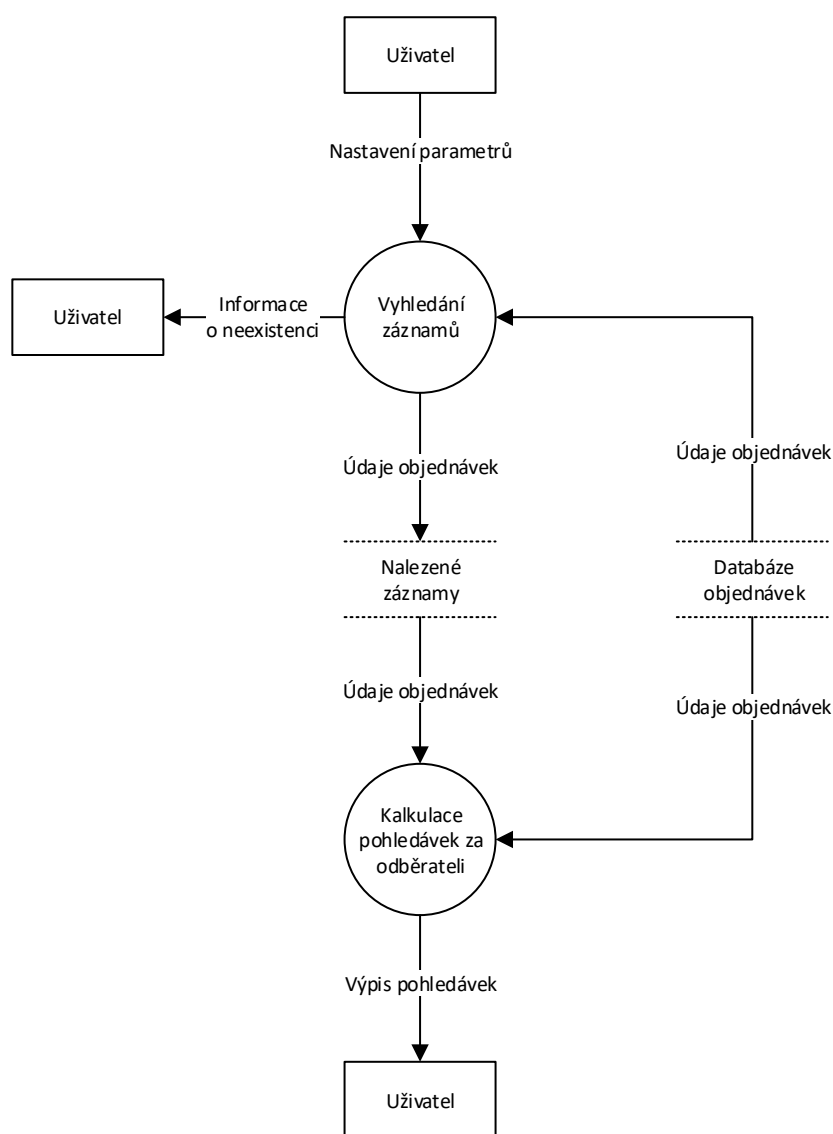 Uživatel
Nastavení parametrů
Uživatel
Informace
o neexistenci
Vyhledání
záznamů
Údaje objednávek
Údaje objednávek
Nalezené
záznamy
Databáze
objednávek
Údaje objednávek
Údaje objednávek
Kalkulace
pohledávek za
odběrateli
Výpis pohledávek
Uživatel